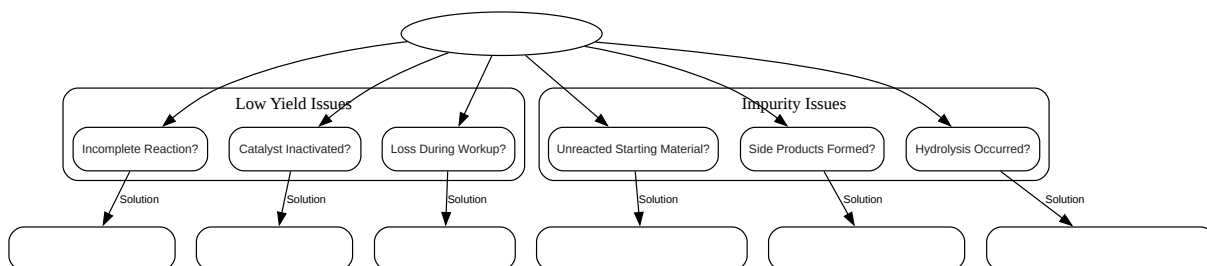 Low Yield Issues
Impurity Issues
Incomplete Reaction?
Catalyst Inactivated?
Loss During Workup?
Unreacted Starting Material?
Side Products Formed?
Hydrolysis Occurred?
Solution
Solution
Solution
Solution
Solution
Solution